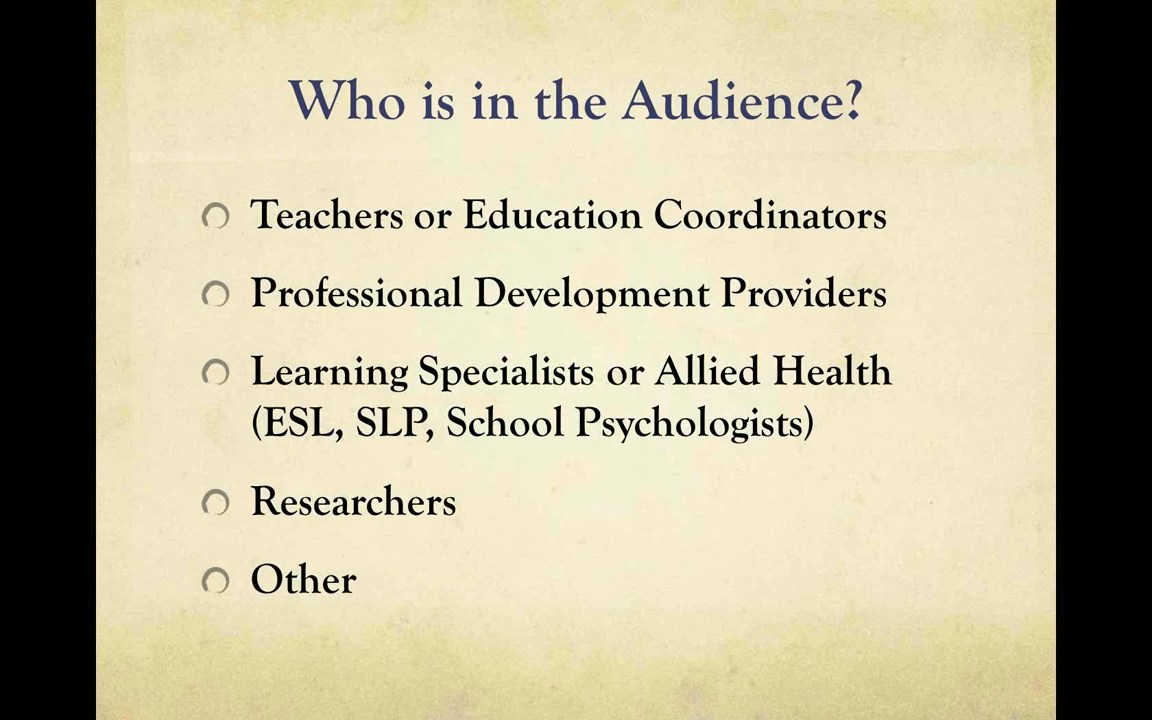 Who is in the Audience?
Teachers or Education Coordinators
Professional Development Providers
Learning Specialists or Allied Health
(ESL, SLP, School Psychologists)
Researchers
Other